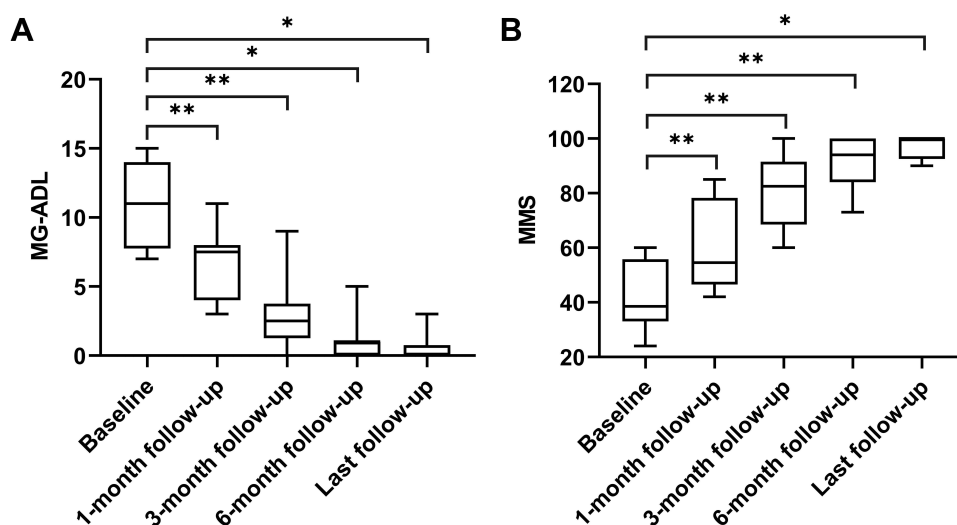 A
*
*
**
**
20
15
10
5
0
MG-ADL
Baseline
1-month follow-up
3-month follow-up
6-month follow-up
Last follow-up
B
*
**
**
**
120
100
80
60
40
20
MMS
Baseline
1-month follow-up
3-month follow-up
6-month follow-up
Last follow-up